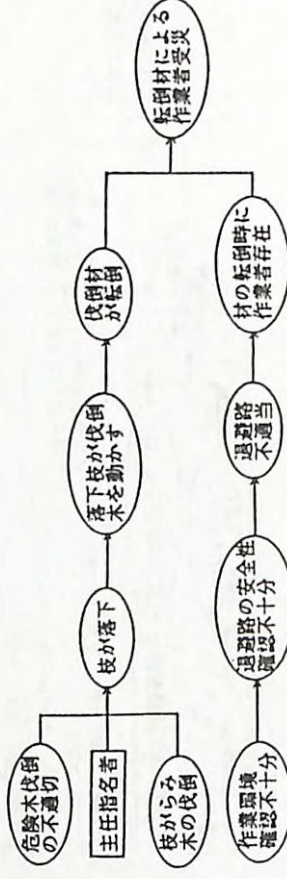 危険木伐倒
の不適切
主任指名者
枝がらみ
木の伐倒
枝が落下
落下枝が伐倒
木を動かす
伐倒材
が転倒
作業環境
確認不十分
退避路の安全性
確認不十分
退避路
不適当
材の転倒時に
作業者存在
転倒材による
作業者受災